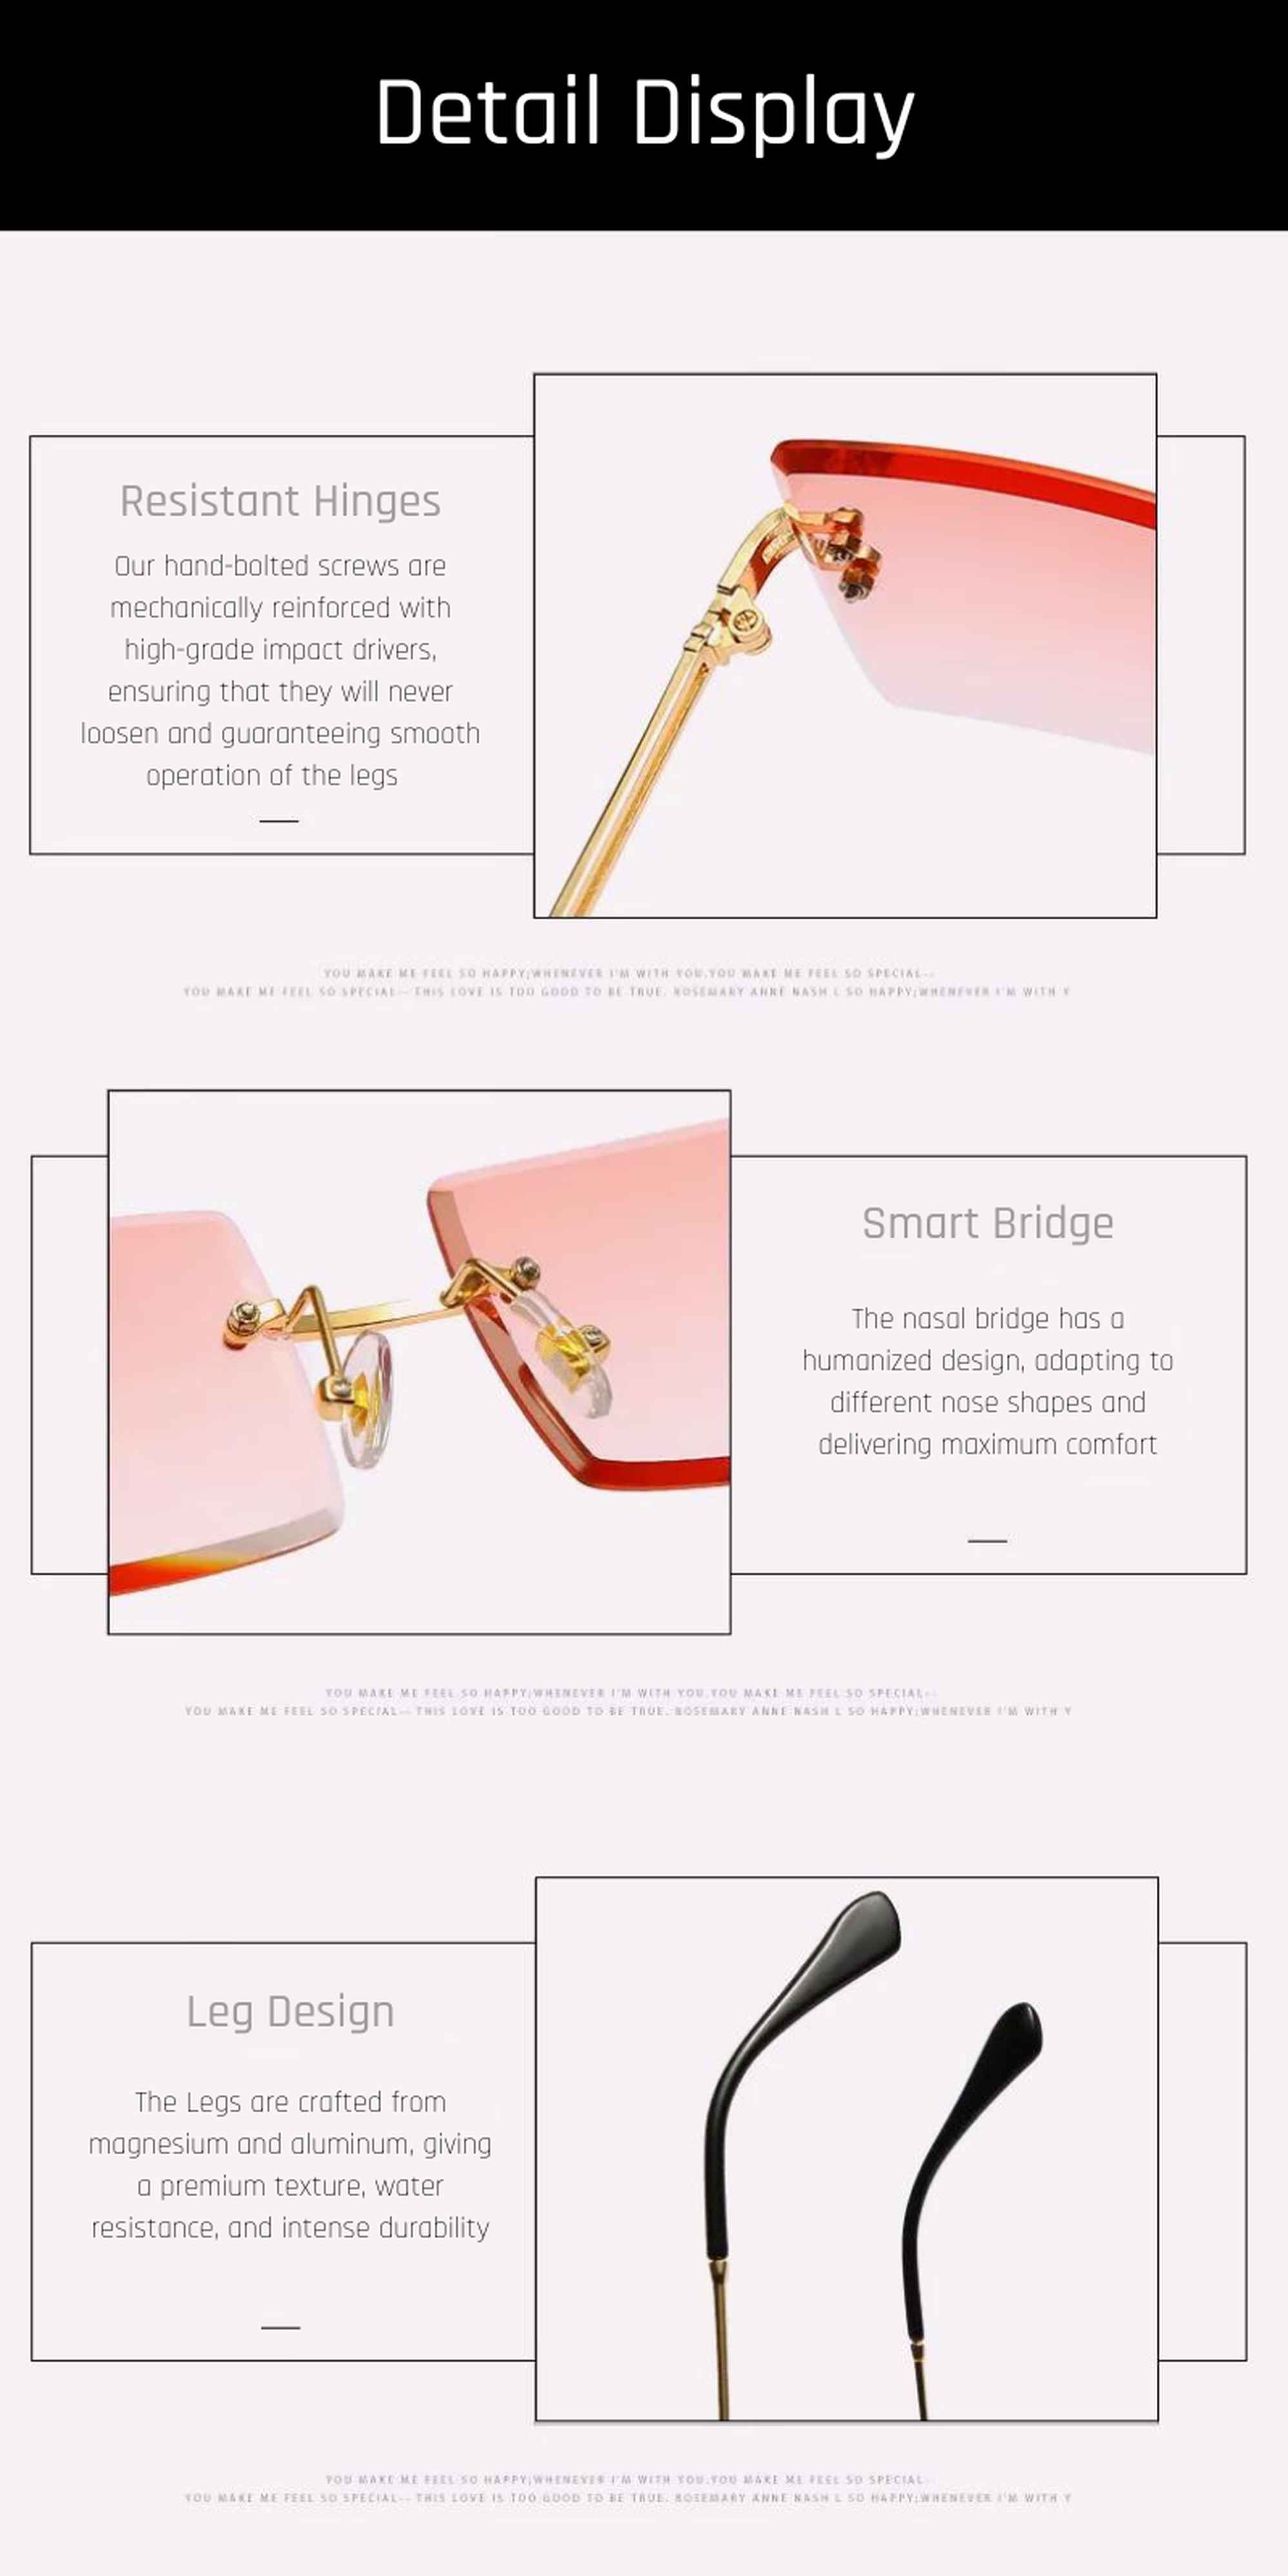 Detail Display
Resistant Hinges
Our hand-bolted screws are
mechanically reinforced with
high-grade impact drivers,
ensuring that they will never
loosen and guaranteeing smooth
operation of the legs
YOU MAKE ME FEEL SO HAPPY;WHENEVER I'M WITH YOU.YOU MAKE ME FEEL SO SPECIAL--
YOU MAKE ME FEEL SO SPECIAL-- THIS LOVE IS TOO GOOD TO BE TRUE. ROSEMARY ANNE NASH L SO HAPPY;WHENEVER I'M WITH Y
Smart Bridge
The nasal bridge has a
humanized design, adapting to
different nose shapes and
delivering maximum comfort
YOU MAKE ME FEEL SO HAPPY;WHENEVER I'M WITH YOU.YOU MAKE ME FEEL SO SPECIAL--
YOU MAKE ME FEEL SO SPECIAL-- THIS LOVE IS TOO GOOD TO BE TRUE. ROSEMARY ANNE NASH L SO HAPPY;WHENEVER I'M WITH Y
Leg Design
The Legs are crafted from
magnesium and aluminum, giving
a premium texture, water
resistance, and intense durability
YOU MAKE ME FEEL SO HAPPY;WHENEVER I'M WITH YOU.YOU MAKE ME FEEL SO SPECIAL-
YOU MAKE ME FEEL SO SPECIAL-- THIS LOVE IS TOO GOOD TO BE TRUE. ROSEMARY ANNE NASH L SO HAPPY;WHENEVER I'M WITH Y